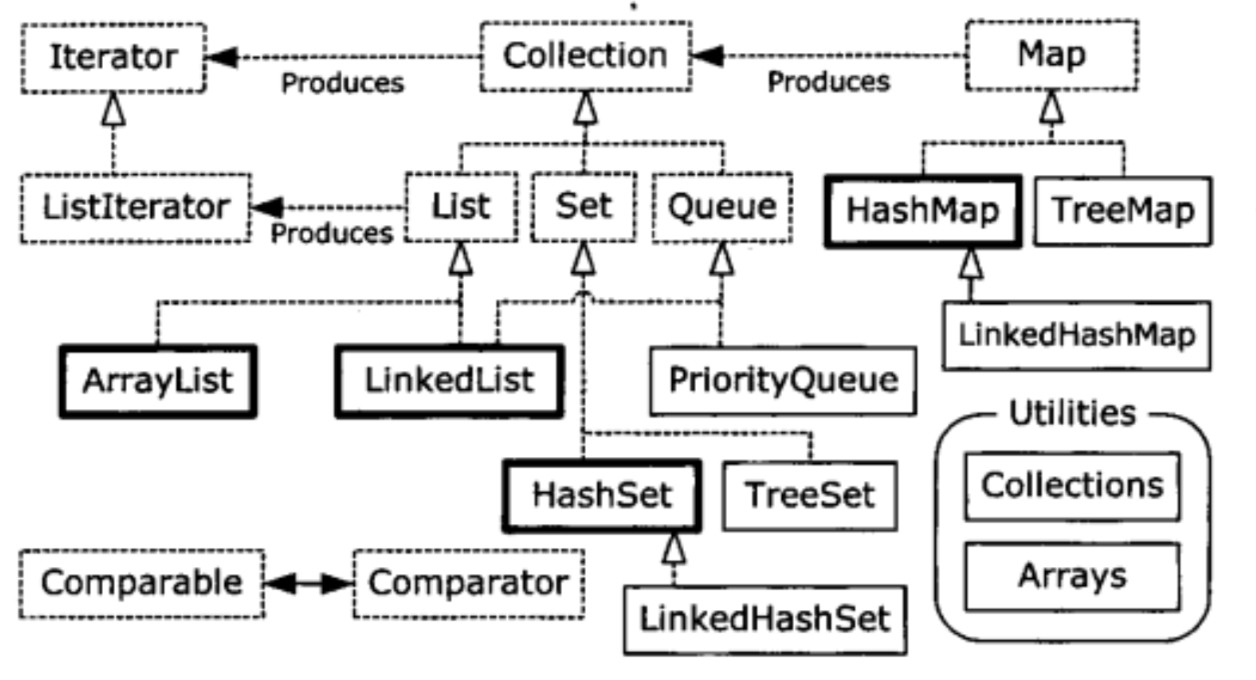 Iterator
Produces
Collection
Produces
Map
ListIterator
Produces
List
Set
Queue
HashMap
TreeMap
LinkedHashMap
ArrayList
LinkedList
PriorityQueue
Utilities
Collections
Arrays
HashSet
TreeSet
Comparable
Comparator
LinkedHashSet